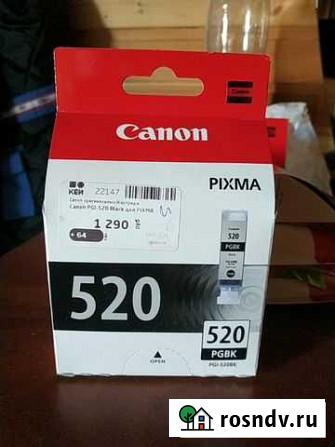 Canon
КЕЙ
22147
Canon PGI-520 Black для PIXMA
+ 64
1 290
PIXMA
520
PGBK
520
520
PGBK
PGI-520BK
OPEN
rosndv.ru